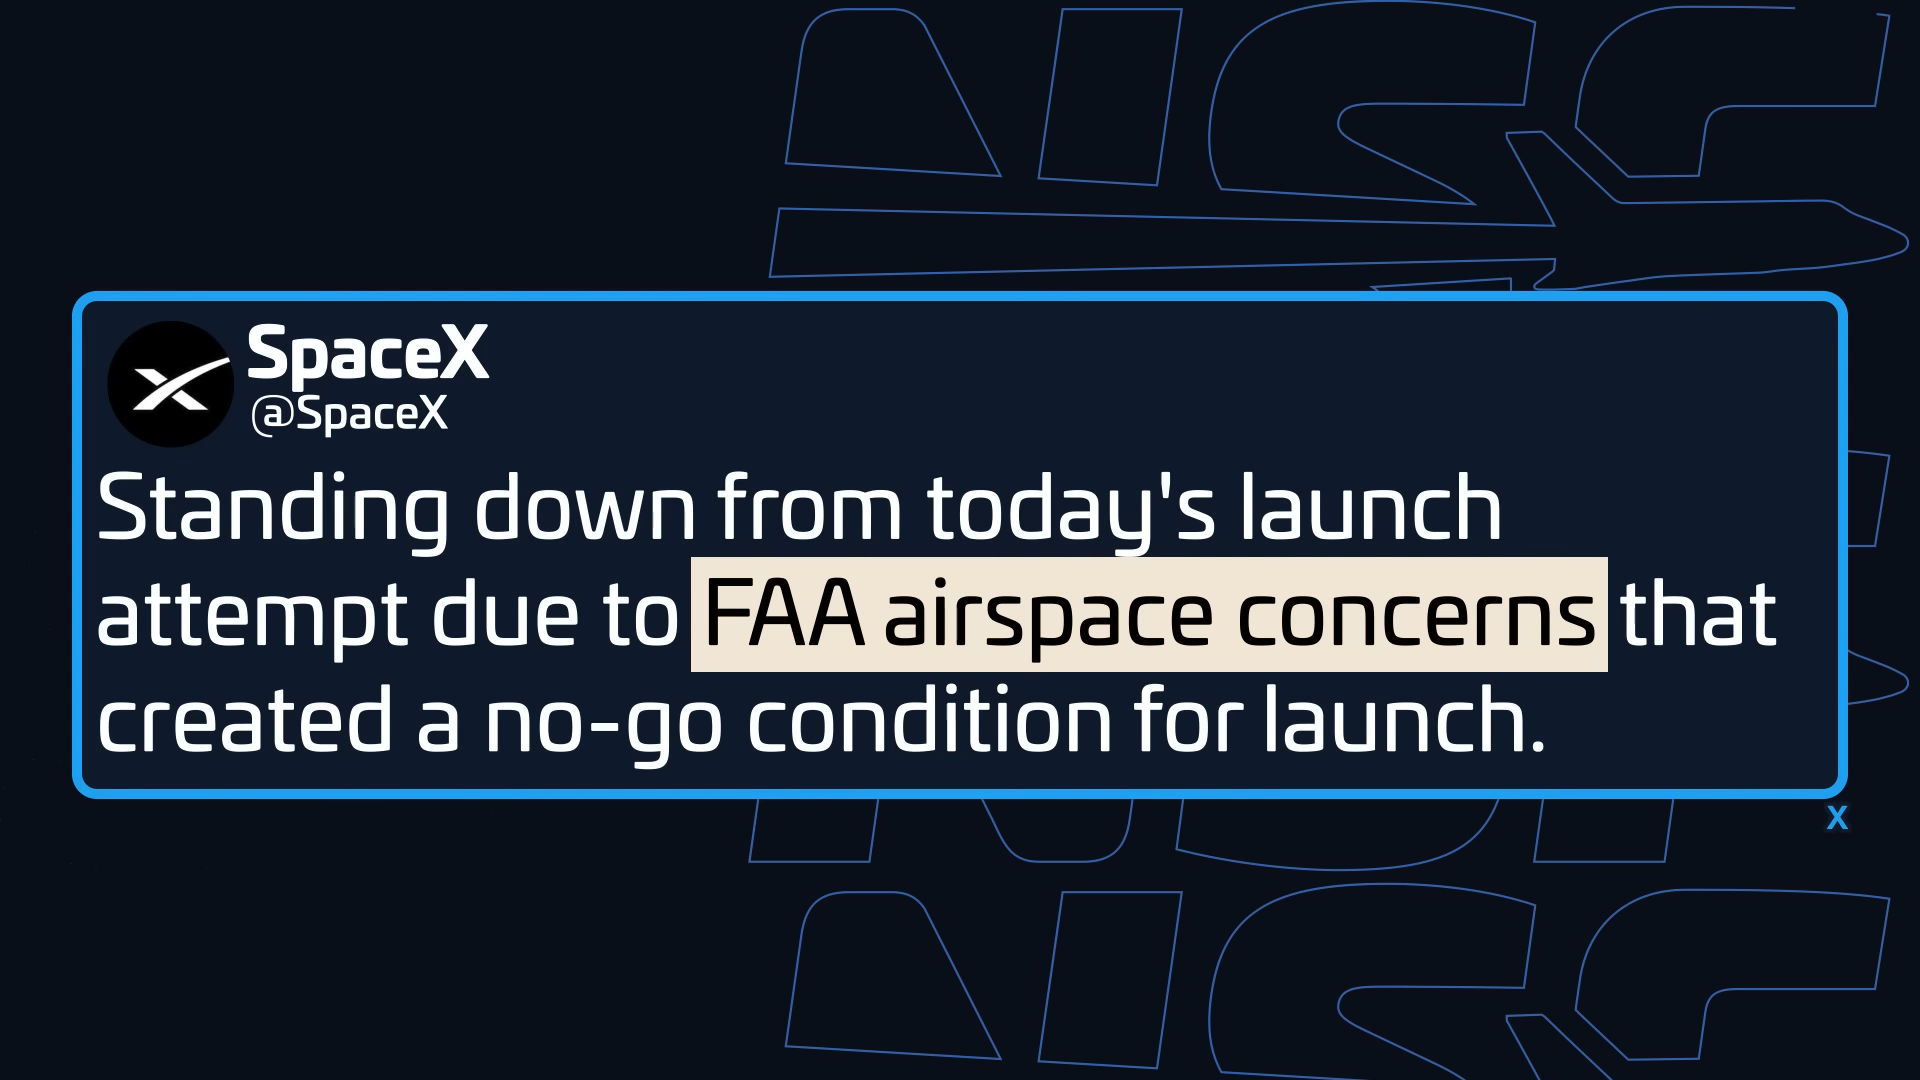 SpaceX
@SpaceX
Standing down from today's launch
attempt due to FAA airspace concerns that
created a no-go condition for launch.
X